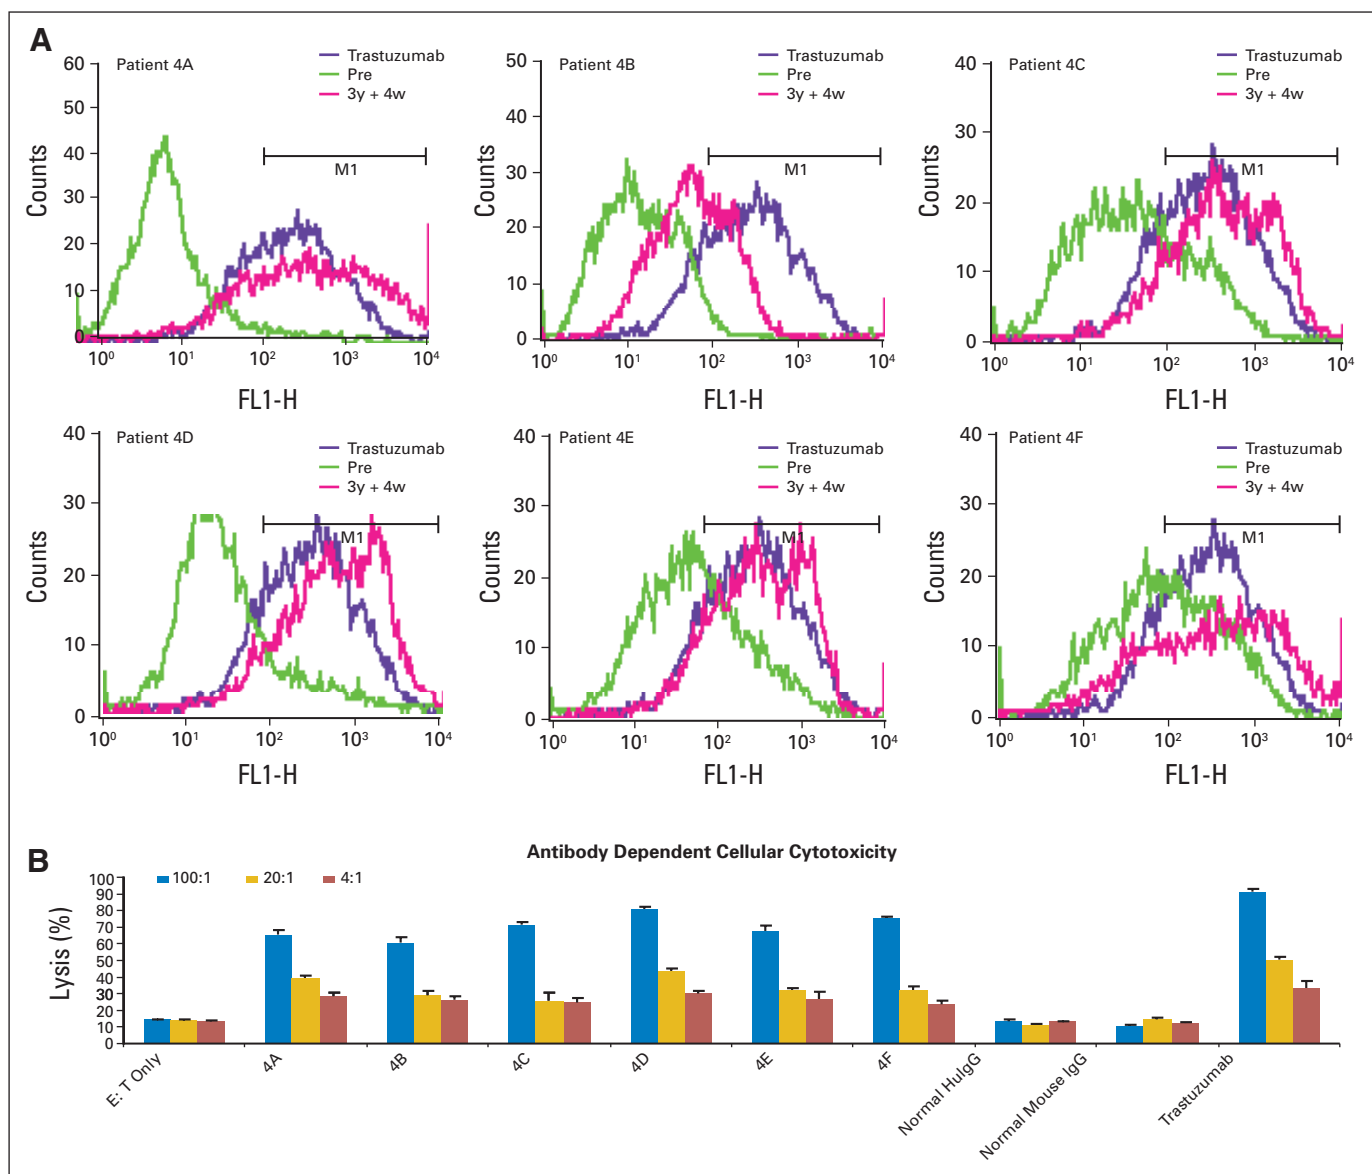 A
Patient 4A
Trastuzumab
Pre
3y + 4w
60
50
40
30
20
10
0
Counts
M1
10⁰ 10¹ 10² 10³ 10⁴
FL1-H
Patient 4B
Trastuzumab
Pre
3y + 4w
50
40
30
20
10
0
Counts
M1
10⁰ 10¹ 10² 10³ 10⁴
FL1-H
Patient 4C
Trastuzumab
Pre
3y + 4w
40
30
20
10
0
Counts
M1
10⁰ 10¹ 10² 10³ 10⁴
FL1-H
Patient 4D
Trastuzumab
Pre
3y + 4w
40
30
20
10
0
Counts
M1
10⁰ 10¹ 10² 10³ 10⁴
FL1-H
Patient 4E
Trastuzumab
Pre
3y + 4w
40
30
20
10
0
Counts
M1
10⁰ 10¹ 10² 10³ 10⁴
FL1-H
Patient 4F
Trastuzumab
Pre
3y + 4w
40
30
20
10
0
Counts
M1
10⁰ 10¹ 10² 10³ 10⁴
FL1-H
B
Antibody Dependent Cellular Cytotoxicity
100:1 20:1 4:1
100
90
80
70
60
50
40
30
20
10
0
Lysis (%)
E: T Only
4A
4B
4C
4D
4E
4F
Normal HuIgG
Normal Mouse IgG
Trastuzumab